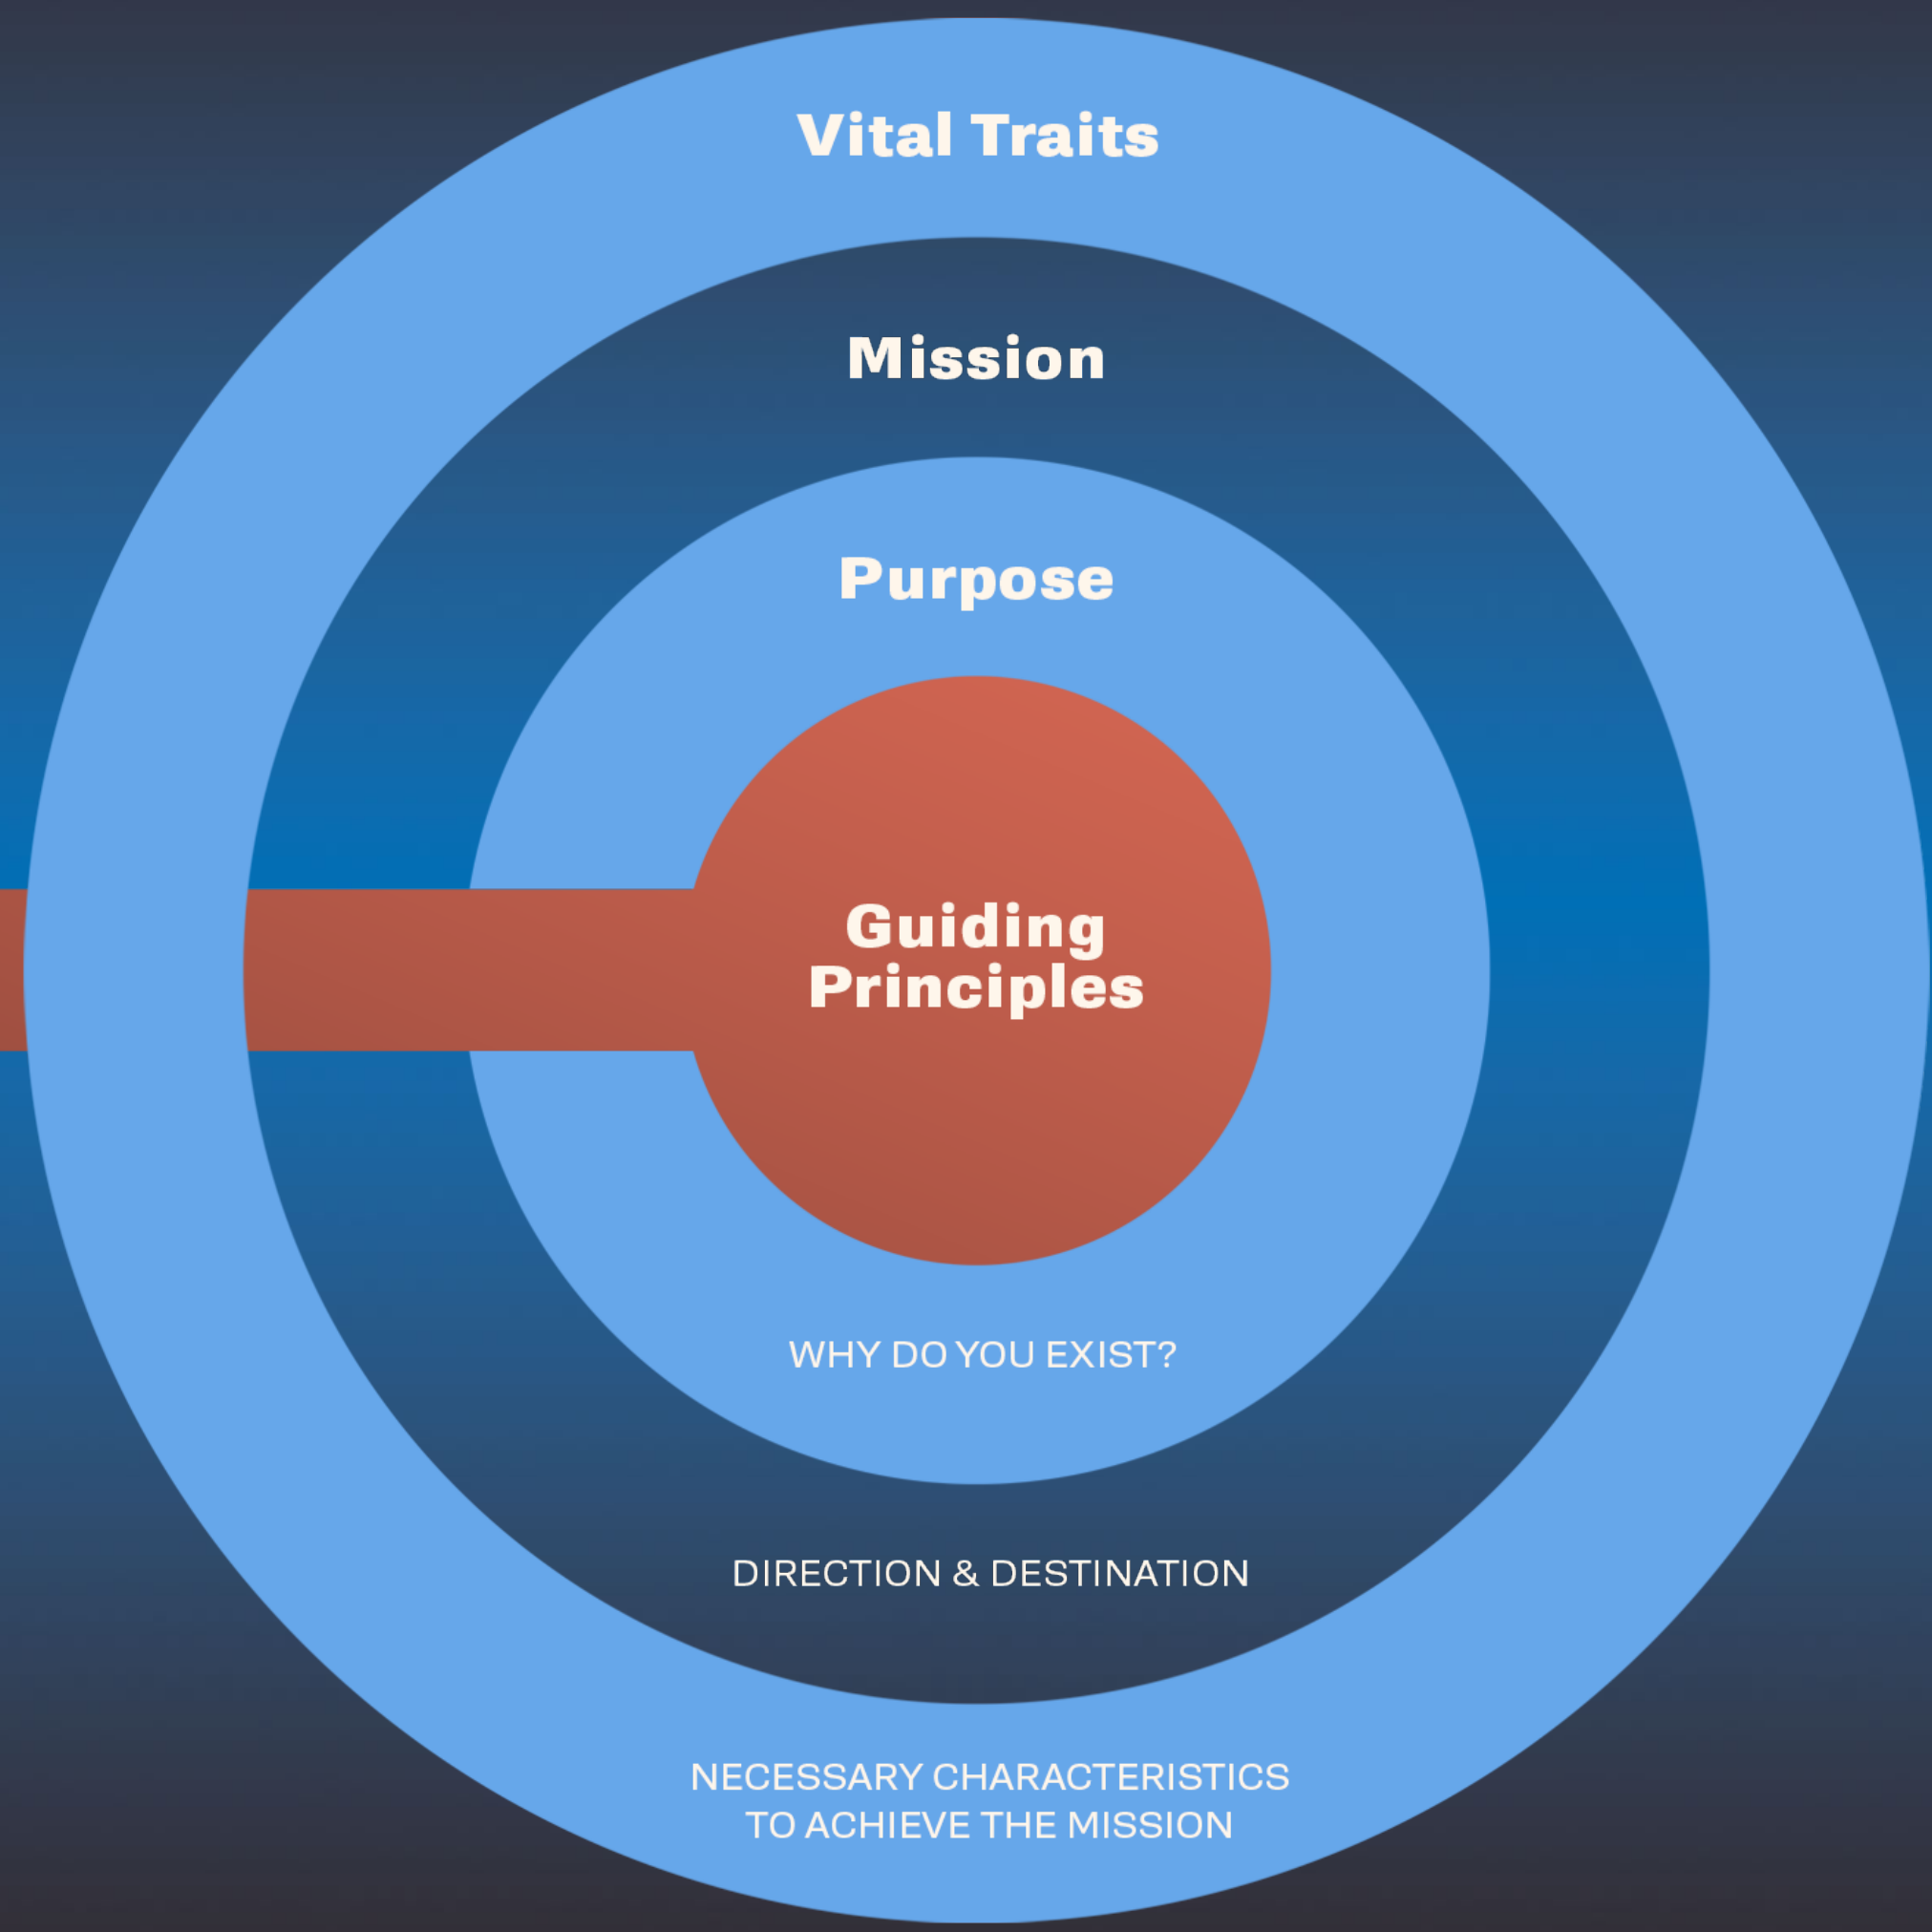 Vital Traits
Mission
Purpose
Guiding
Principles
WHY DO YOU EXIST?
DIRECTION & DESTINATION
NECESSARY CHARACTERISTICS
TO ACHIEVE THE MISSION